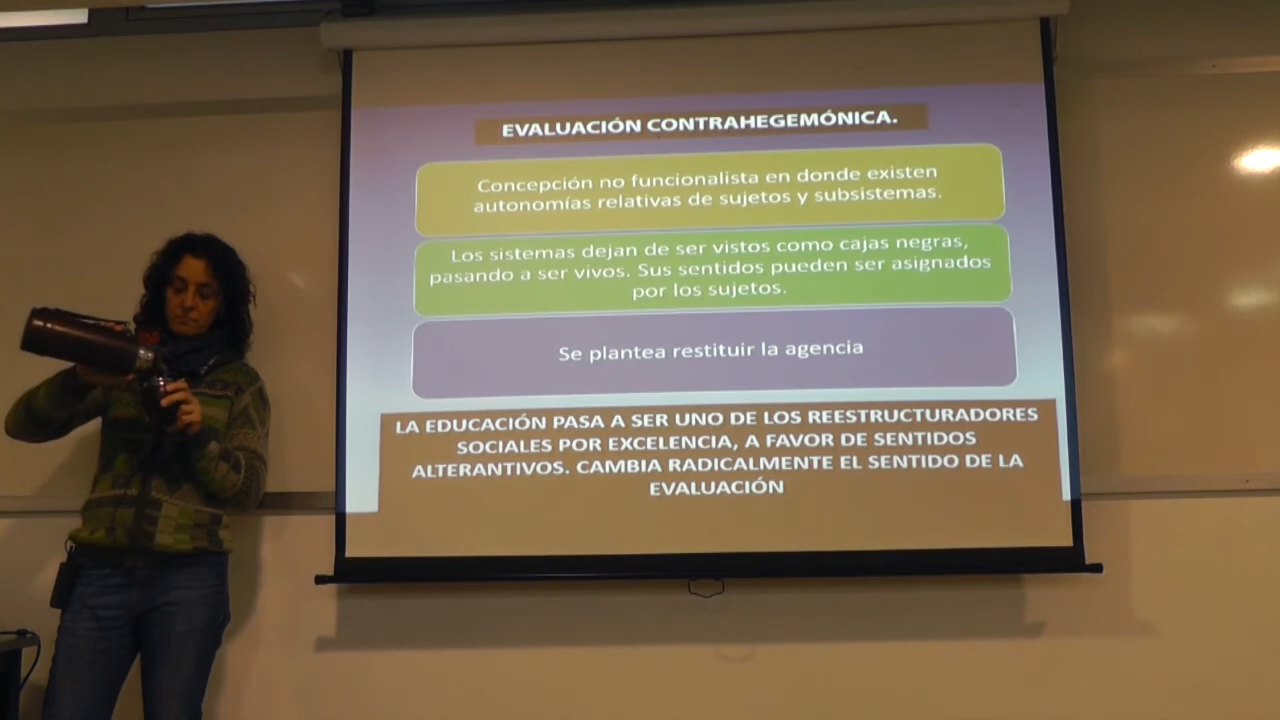 EVALUACIÓN CONTRAHEGEMÓNICA.
Concepción no funcionalista en donde existen
autonomías relativas de sujetos y subsistemas.
Los sistemas dejan de ser vistos como cajas negras,
pasando a ser vivos. Sus sentidos pueden ser asignados
por los sujetos.
Se plantea restituir la agencia
LA EDUCACIÓN PASA A SER UNO DE LOS REESTRUCTURADORES
SOCIALES POR EXCELENCIA, A FAVOR DE SENTIDOS
ALTERANTIVOS. CAMBIA RADICALMENTE EL SENTIDO DE LA
EVALUACIÓN